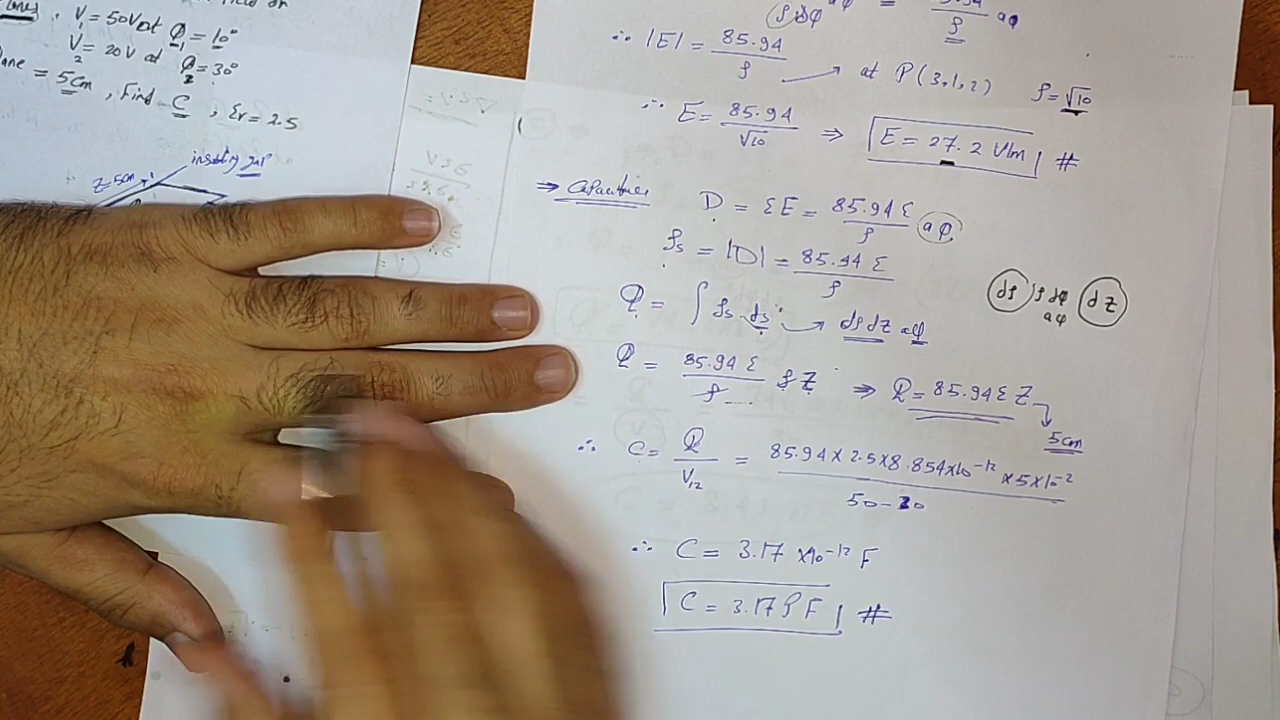 V₁ = 50V at φ₁ = 10°
V₂ = 20 V at φ₂ = 30°
= 5cm , Find C , εr = 2.5
Z=5cm
∴ |E| = 85.94 / ρ → at P(3,1,2) ρ = √10
∴ E = 85.94 / √10 ⇒ E = 27.2 V/m #
⇒ D = εE = 85.94 ε / ρ aφ
ρs = |D| = 85.94 ε / ρ
Q = ∫ ρs ds → dρ dz aφ
dρ ρ dφ dz
aφ
Q = 85.94 ε / ρ ρ Z ⇒ Q = 85.94 ε Z
5cm
∴ C = Q / V₁₂ = 85.94 × 2.5 × 8.854×10⁻¹² × 5×10⁻² / 50-20
∴ C = 3.17 ×10⁻¹² F
C = 3.17 PF #